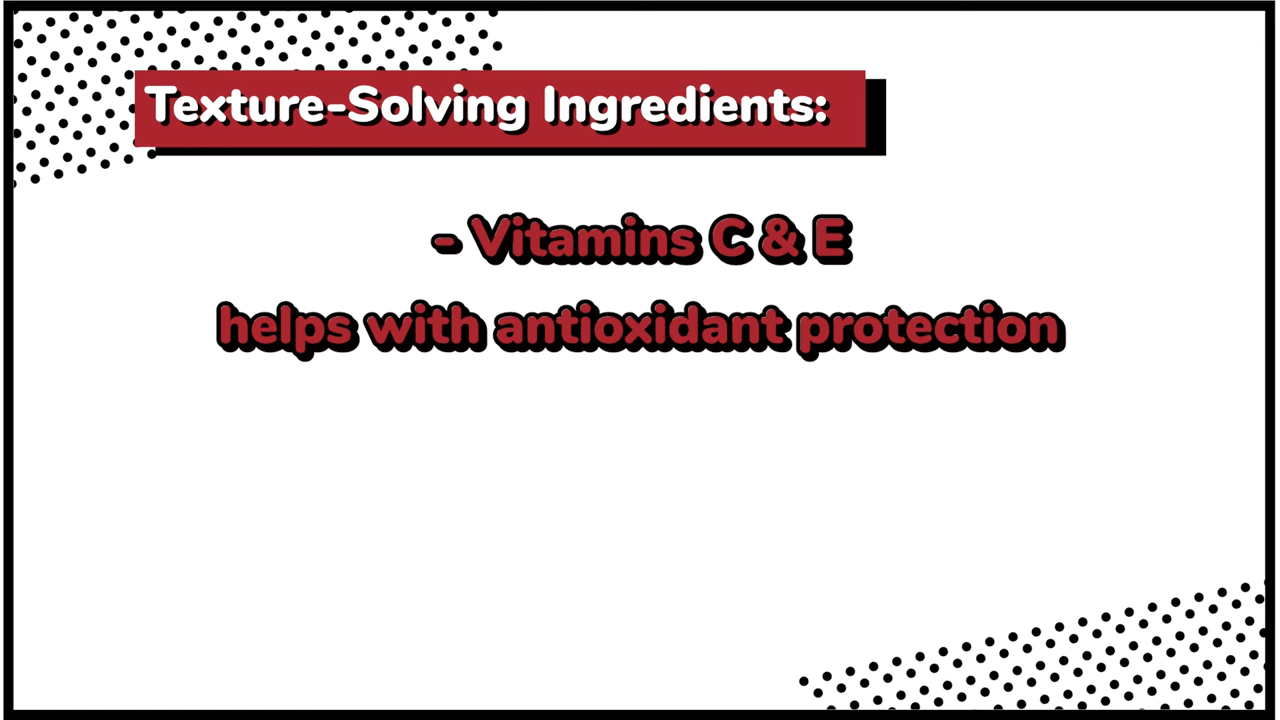 Texture-Solving Ingredients:
- Vitamins C & E
helps with antioxidant protection